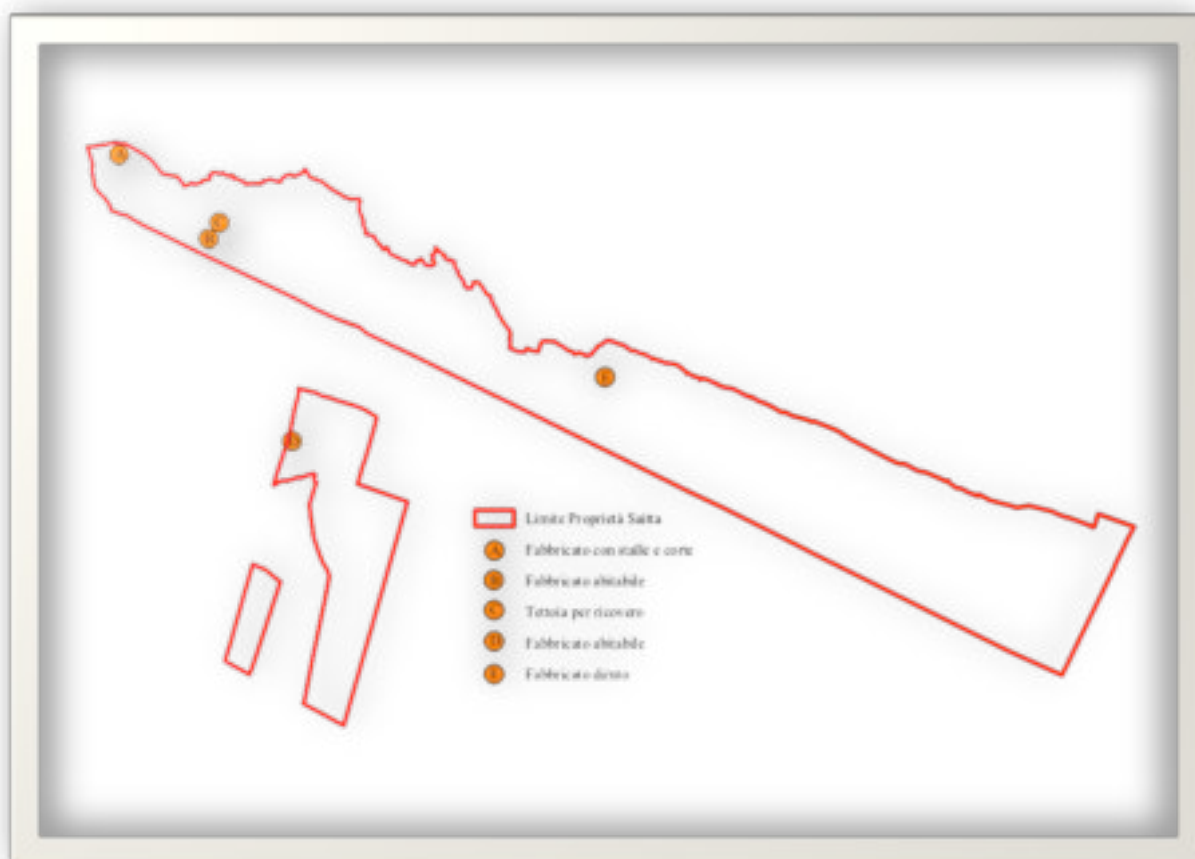 A
C
B
E
D
Limite Proprietà Saitta
A Fabbricato con stalle e corte
B Fabbricato abitabile
C Tettoia per ricovero
D Fabbricato abitabile
E Fabbricato diruto